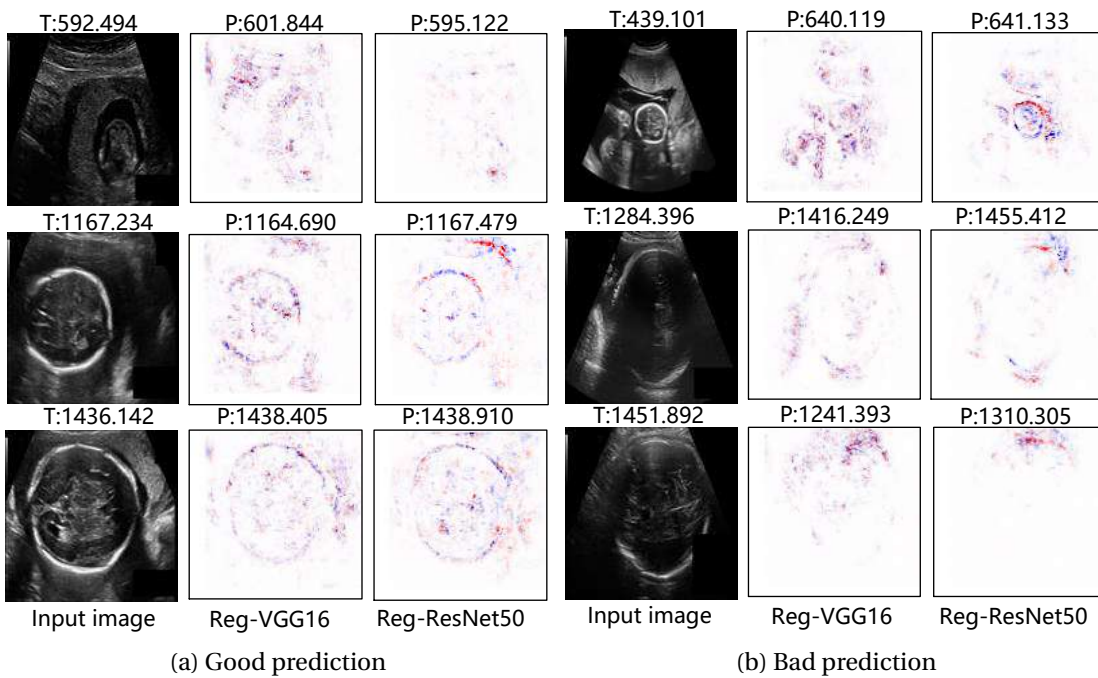 T:592.494 P:601.844 P:595.122
T:1167.234 P:1164.690 P:1167.479
T:1436.142 P:1438.405 P:1438.910
Input image Reg-VGG16 Reg-ResNet50
(a) Good prediction
T:439.101 P:640.119 P:641.133
T:1284.396 P:1416.249 P:1455.412
T:1451.892 P:1241.393 P:1310.305
Input image Reg-VGG16 Reg-ResNet50
(b) Bad prediction